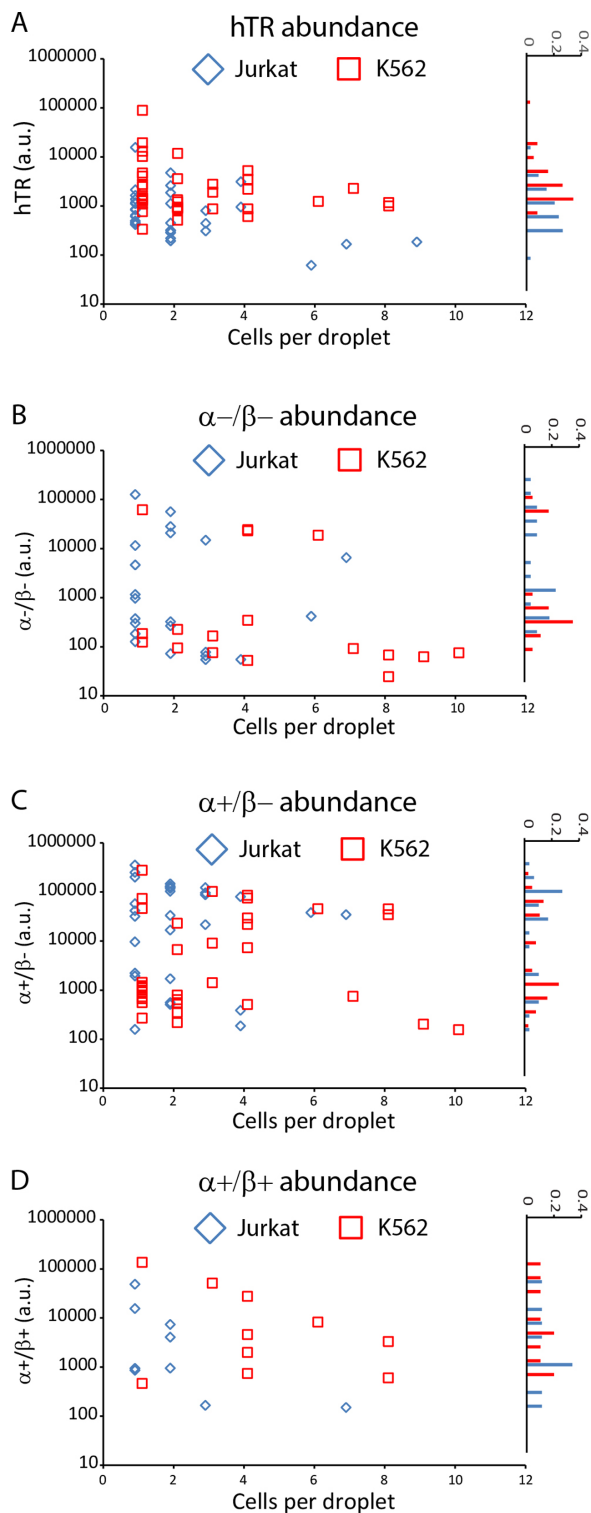 A
hTR abundance
Jurkat K562
hTR (a.u.)
1000000
100000
10000
1000
100
10
0 2 4 6 8 10 12
Cells per droplet
0 0.2 0.4
B
α−/β− abundance
Jurkat K562
α-/β- (a.u.)
1000000
100000
10000
1000
100
10
0 2 4 6 8 10 12
Cells per droplet
0 0.2 0.4
C
α+/β− abundance
Jurkat K562
α+/β- (a.u.)
1000000
100000
10000
1000
100
10
0 2 4 6 8 10 12
Cells per droplet
0 0.2 0.4
D
α+/β+ abundance
Jurkat K562
α+/β+ (a.u.)
1000000
100000
10000
1000
100
10
0 2 4 6 8 10 12
Cells per droplet
0 0.2 0.4